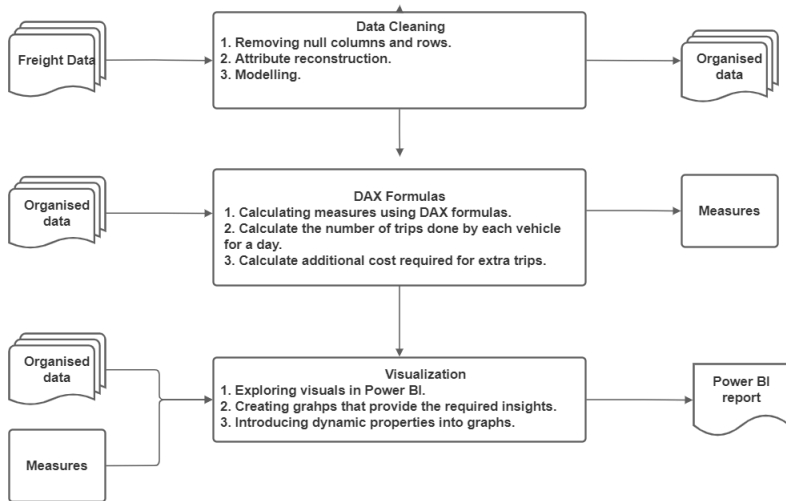 Data Cleaning
1. Removing null columns and rows.
2. Attribute reconstruction.
3. Modelling.
Freight Data
Organised
data
Organised
data
DAX Formulas
1. Calculating measures using DAX formulas.
2. Calculate the number of trips done by each vehicle
for a day.
3. Calculate additional cost required for extra trips.
Measures
Organised
data
Measures
Visualization
1. Exploring visuals in Power BI.
2. Creating grahps that provide the required insights.
3. Introducing dynamic properties into graphs.
Power BI
report